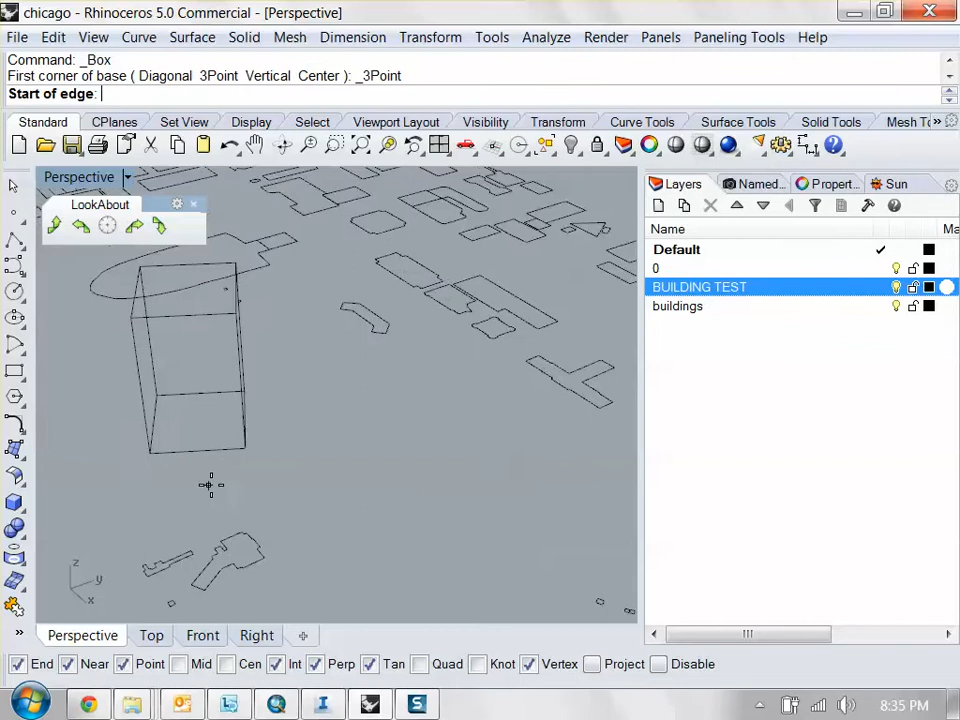 chicago - Rhinoceros 5.0 Commercial - [Perspective]
File Edit View Curve Surface Solid Mesh Dimension Transform Tools Analyze Render Panels Paneling Tools Help
Command: _Box
First corner of base ( Diagonal 3Point Vertical Center ): _3Point
Start of edge:
Standard CPlanes Set View Display Select Viewport Layout Visibility Transform Curve Tools Surface Tools Solid Tools Mesh To
Perspective
LookAbout
Layers Named... Propert... Sun
Name Ma
Default
0
BUILDING TEST
buildings
z
y
x
Perspective Top Front Right
End Near Point Mid Cen Int Perp Tan Quad Knot Vertex Project Disable
8:35 PM